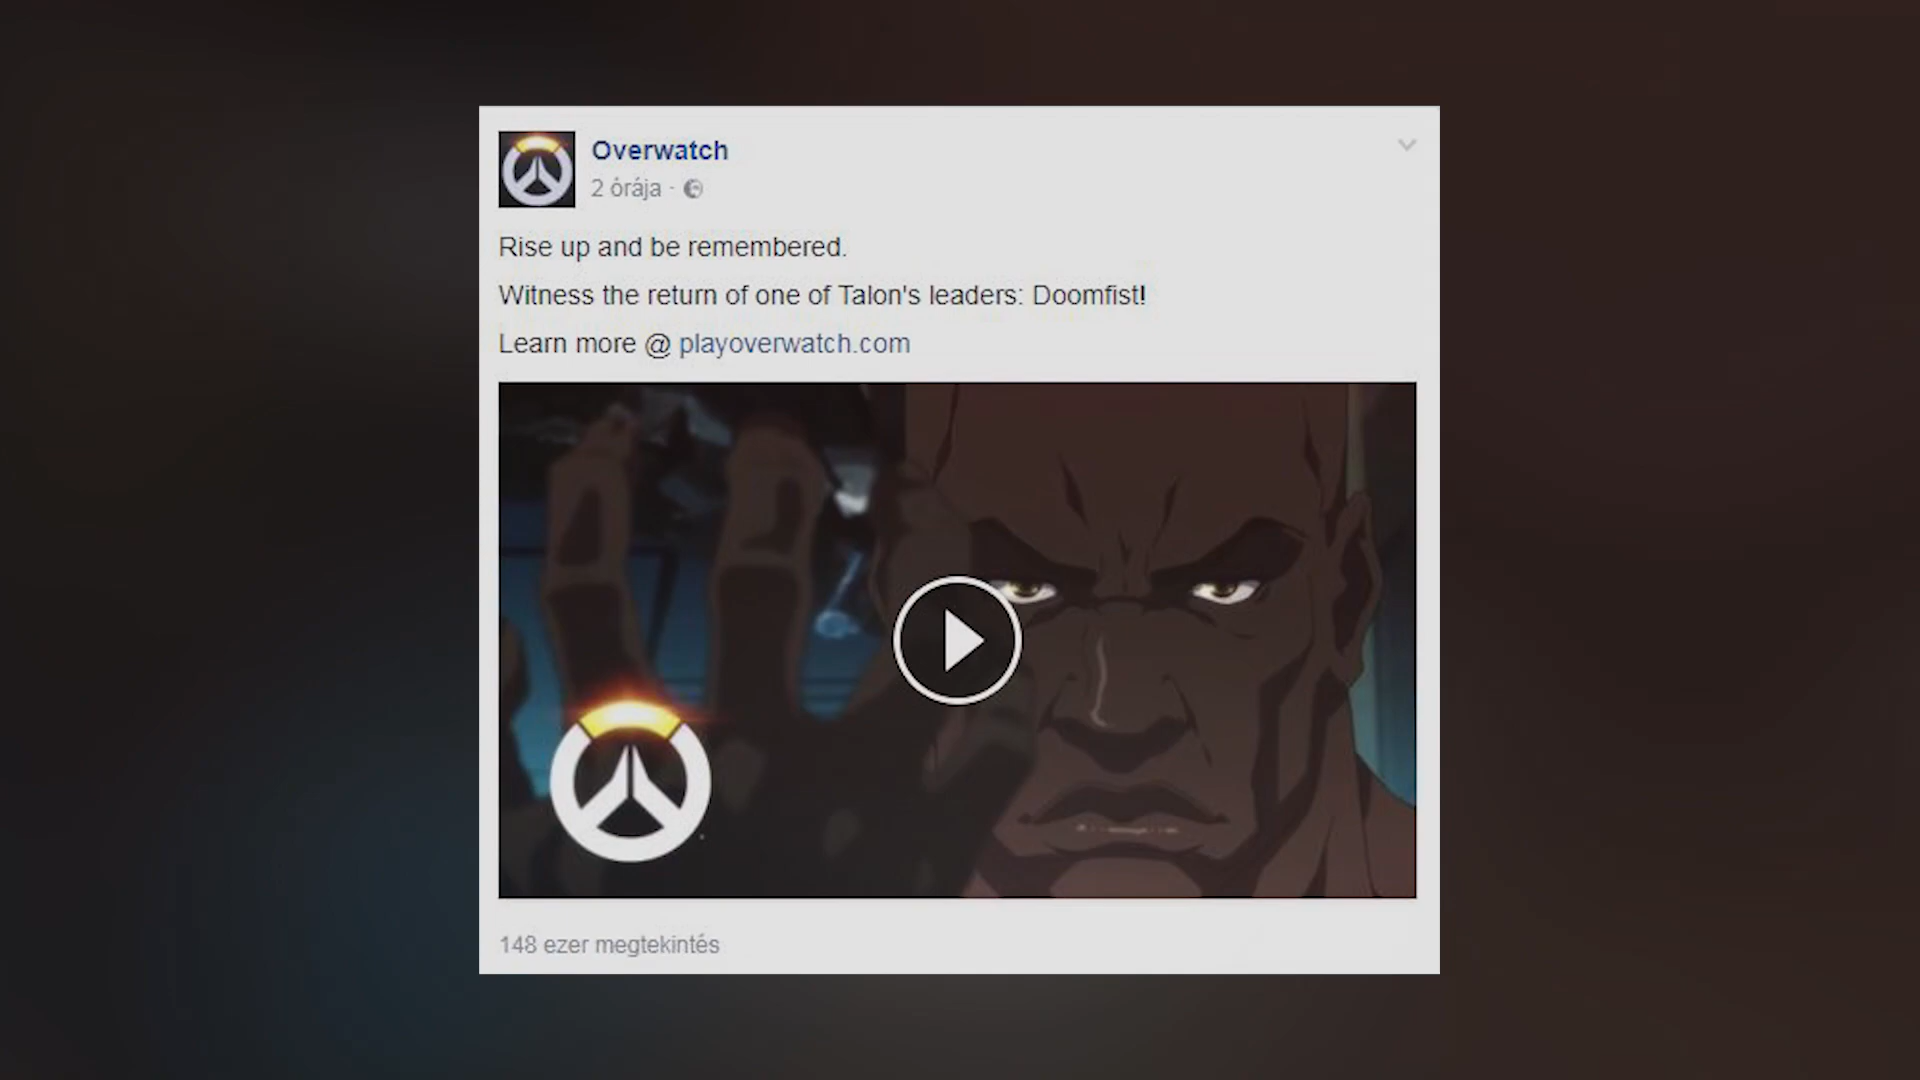 Overwatch
2 órája ·
Rise up and be remembered.
Witness the return of one of Talon's leaders: Doomfist!
Learn more @ playoverwatch.com
148 ezer megtekintés